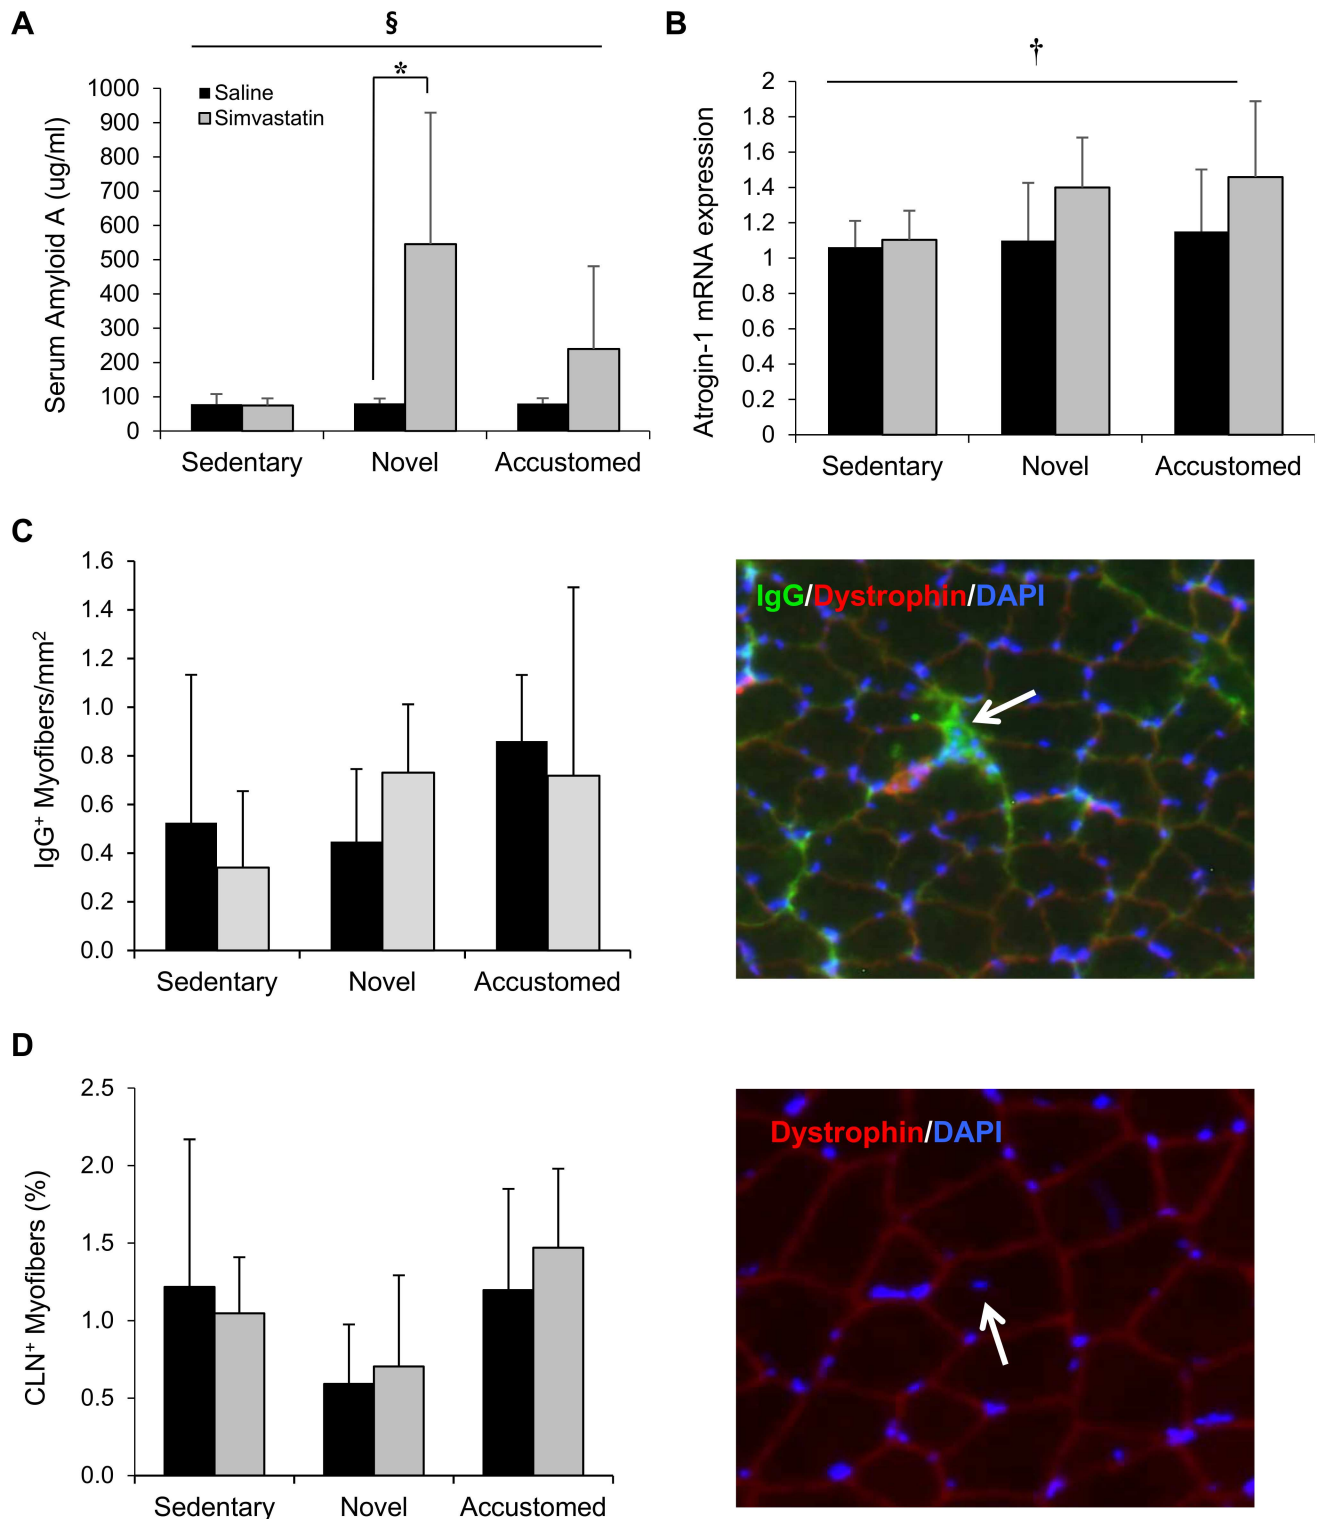 A
§
*
Saline
Simvastatin
Serum Amyloid A (ug/ml)
1000
900
800
700
600
500
400
300
200
100
0
Sedentary Novel Accustomed
B
†
Atrogin-1 mRNA expression
2
1.8
1.6
1.4
1.2
1
0.8
0.6
0.4
0.2
0
Sedentary Novel Accustomed
C
IgG⁺ Myofibers/mm²
1.6
1.4
1.2
1.0
0.8
0.6
0.4
0.2
0.0
Sedentary Novel Accustomed
IgG/Dystrophin/DAPI
D
CLN⁺ Myofibers (%)
2.5
2.0
1.5
1.0
0.5
0.0
Sedentary Novel Accustomed
Dystrophin/DAPI